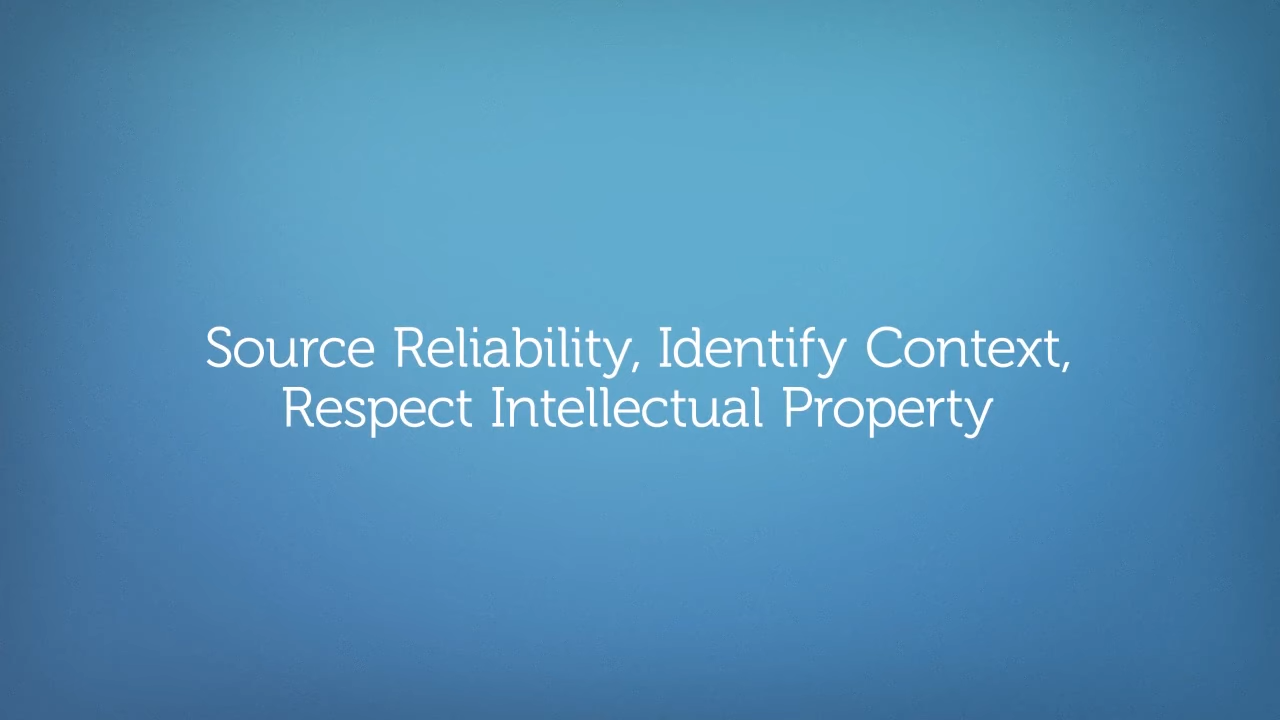 Source Reliability, Identify Context,
Respect Intellectual Property